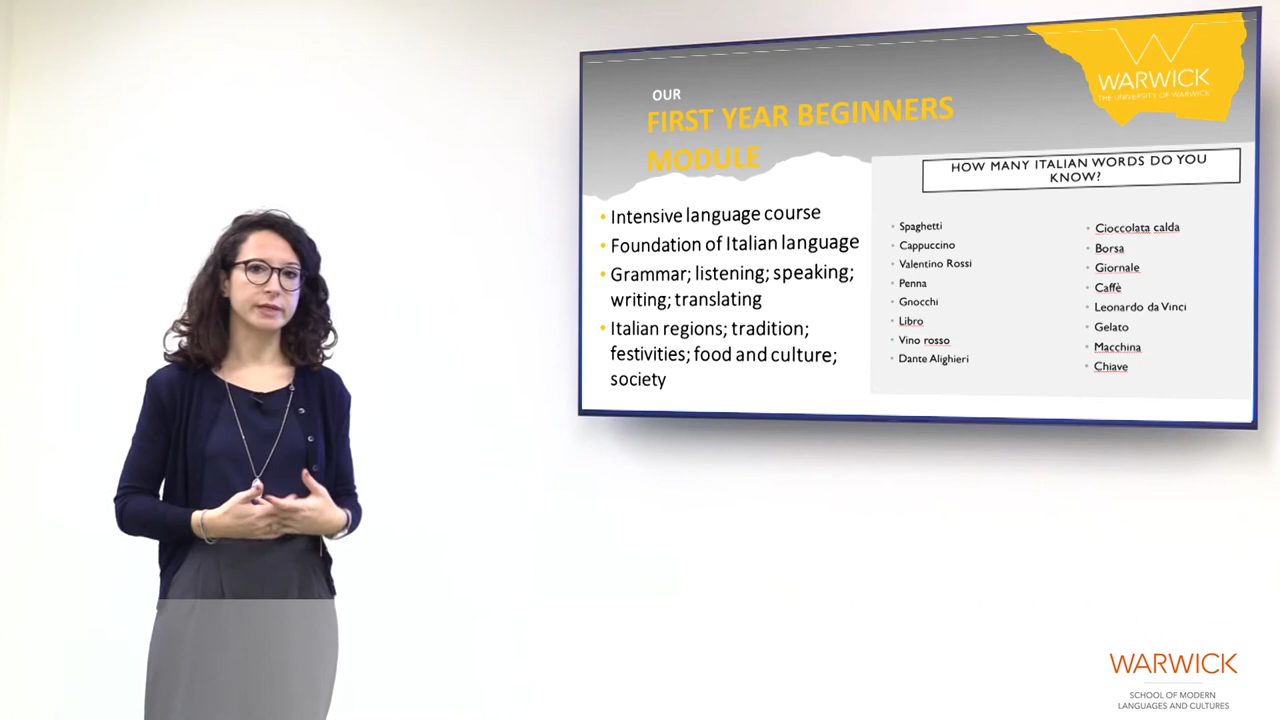 OUR
FIRST YEAR BEGINNERS
MODULE
WARWICK
THE UNIVERSITY OF WARWICK
• Intensive language course
• Foundation of Italian language
• Grammar; listening; speaking;
writing; translating
• Italian regions; tradition;
festivities; food and culture;
society
HOW MANY ITALIAN WORDS DO YOU
KNOW?
• Spaghetti
• Cappuccino
• Valentino Rossi
• Penna
• Gnocchi
• Libro
• Vino rosso
• Dante Alighieri
• Cioccolata calda
• Borsa
• Giornale
• Caffè
• Leonardo da Vinci
• Gelato
• Macchina
• Chiave
WARWICK
SCHOOL OF MODERN
LANGUAGES AND CULTURES